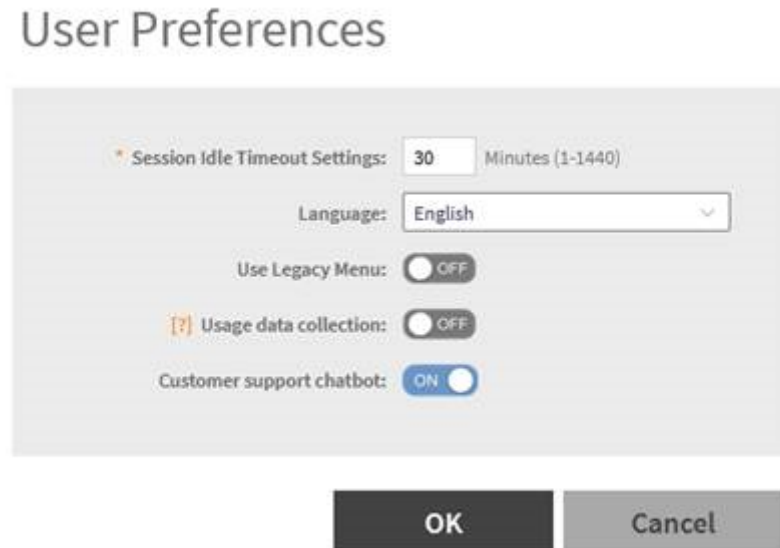 User Preferences
* Session Idle Timeout Settings: 30 Minutes (1-1440)
Language: English
Use Legacy Menu: OFF
[?] Usage data collection: OFF
Customer support chatbot: ON
OK Cancel